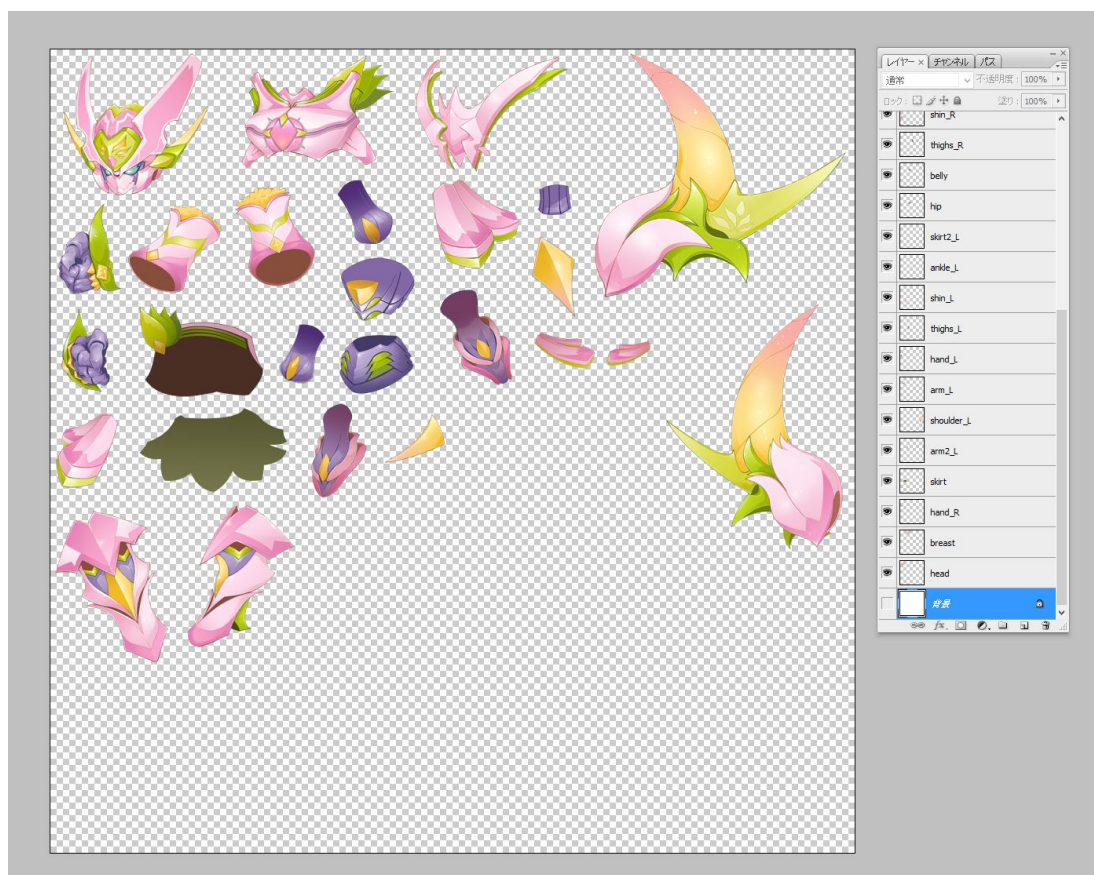 レイヤー × チャンネル パス
通常 不透明度: 100%
ロック: 塗り: 100%
shin_R
thighs_R
belly
hip
skirt2_L
ankle_L
shin_L
thighs_L
hand_L
arm_L
shoulder_L
arm2_L
skirt
hand_R
breast
head
背景
fx.